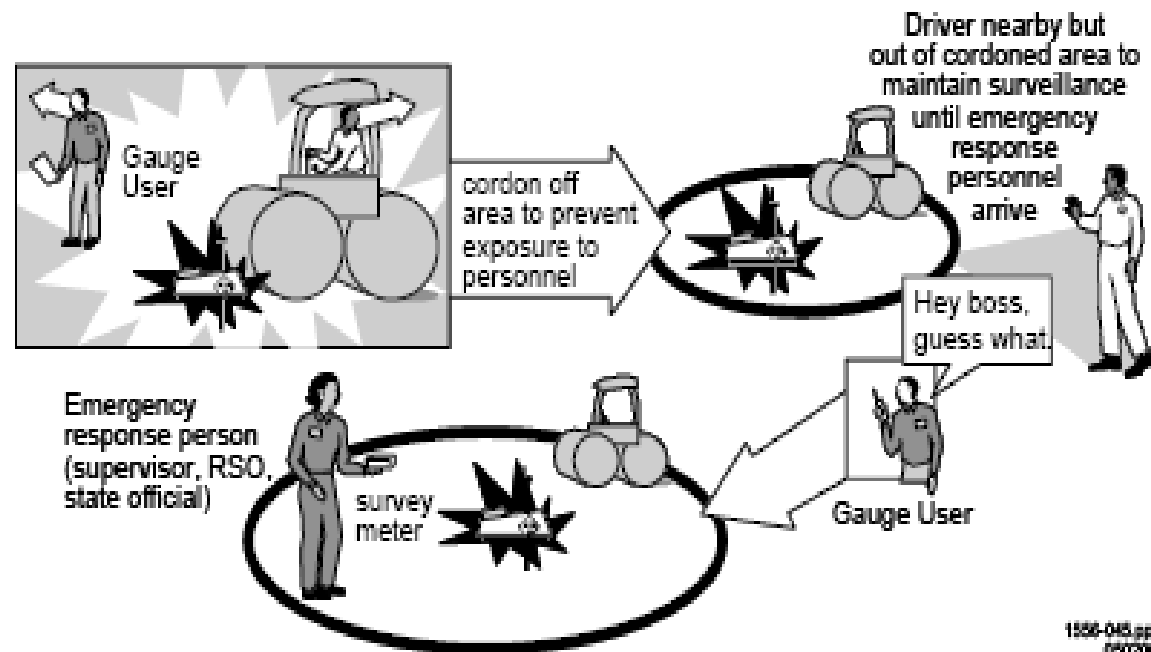 Gauge
User
cordon off
area to prevent
exposure to
personnel
Driver nearby but
out of cordoned area to
maintain surveillance
until emergency
response
personnel
arrive
Hey boss,
guess what.
Gauge User
Emergency
response person
(supervisor, RSO,
state official)
survey
meter